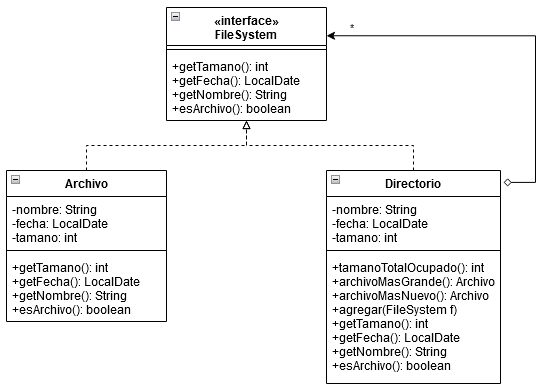 «interface»
FileSystem
+getTamano(): int
+getFecha(): LocalDate
+getNombre(): String
+esArchivo(): boolean
*
Archivo
-nombre: String
-fecha: LocalDate
-tamano: int
+getTamano(): int
+getFecha(): LocalDate
+getNombre(): String
+esArchivo(): boolean
Directorio
-nombre: String
-fecha: LocalDate
-tamano: int
+tamanoTotalOcupado(): int
+archivoMasGrande(): Archivo
+archivoMasNuevo(): Archivo
+agregar(FileSystem f)
+getTamano(): int
+getFecha(): LocalDate
+getNombre(): String
+esArchivo(): boolean